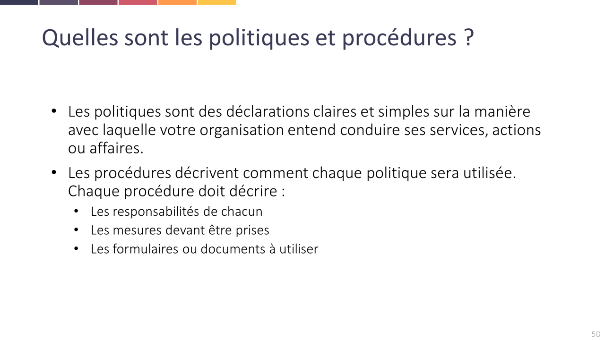 Quelles sont les politiques et procédures ?
• Les politiques sont des déclarations claires et simples sur la manière
avec laquelle votre organisation entend conduire ses services, actions
ou affaires.
• Les procédures décrivent comment chaque politique sera utilisée.
Chaque procédure doit décrire :
• Les responsabilités de chacun
• Les mesures devant être prises
• Les formulaires ou documents à utiliser
50